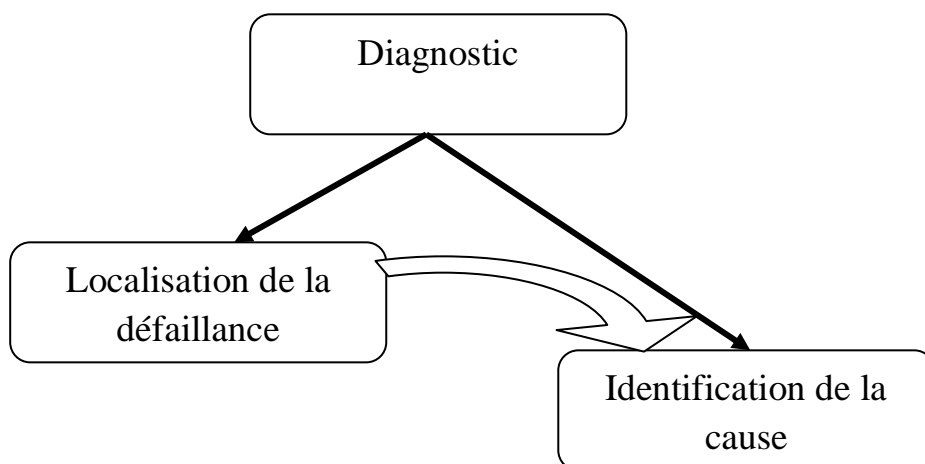 Diagnostic
Localisation de la
défaillance
Identification de la
cause